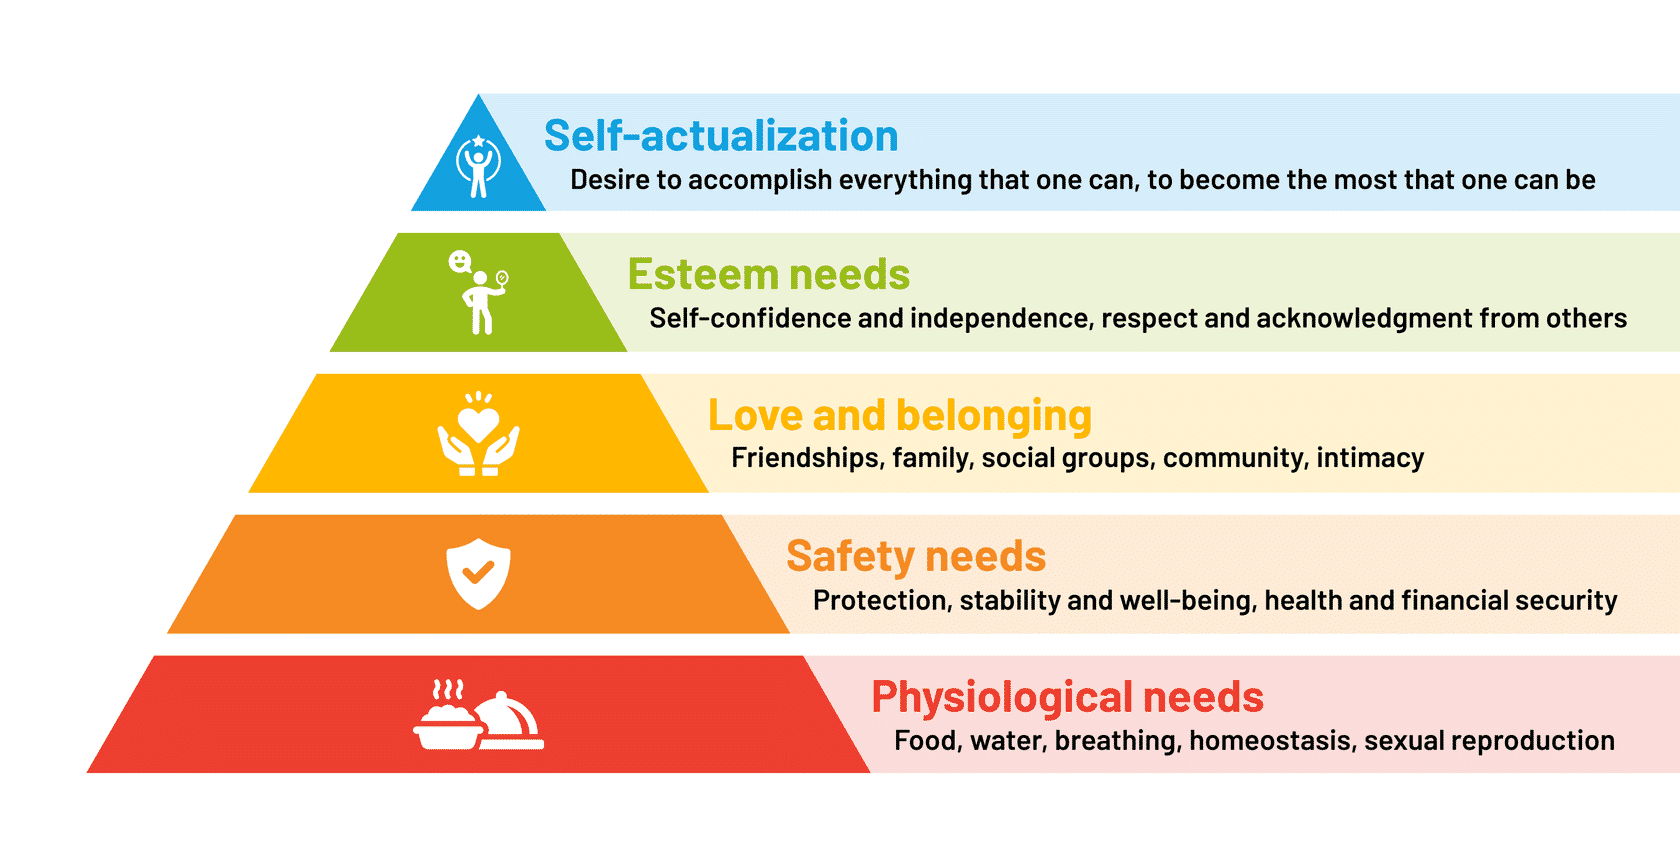 Self-actualization
Desire to accomplish everything that one can, to become the most that one can be
Esteem needs
Self-confidence and independence, respect and acknowledgment from others
Love and belonging
Friendships, family, social groups, community, intimacy
Safety needs
Protection, stability and well-being, health and financial security
Physiological needs
Food, water, breathing, homeostasis, sexual reproduction